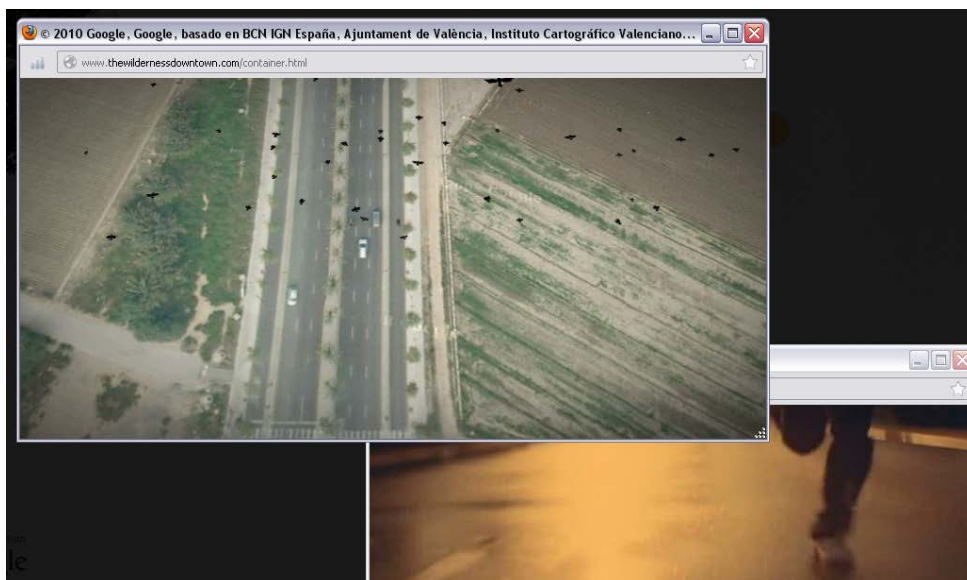 © 2010 Google, Google, basado en BCN IGN España, Ajuntament de València, Instituto Cartográfico Valenciano...
www.thewildernessdowntown.com/container.html
le